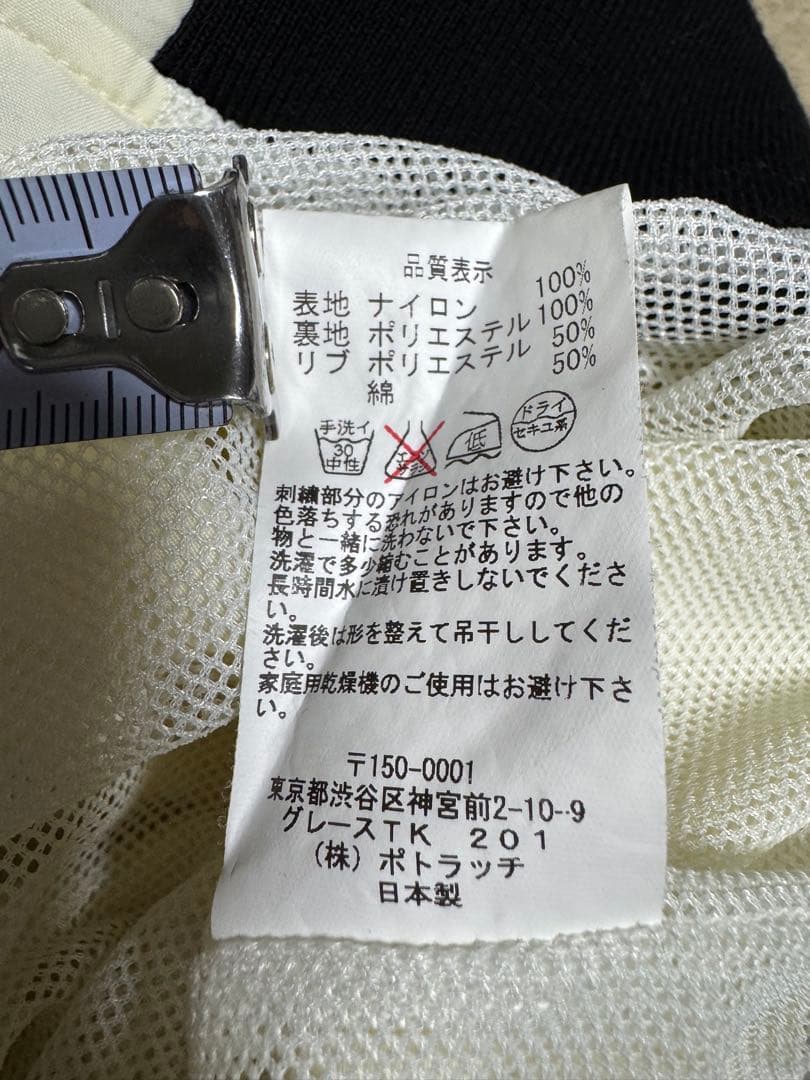 品質表示
表地 ナイロン 100%
裏地 ポリエステル 100%
リブ ポリエステル 50%
綿 50%
手洗イ 30 中性 エンソサラシ 低 ドライ セキユ系
刺繍部分のアイロンはお避け下さい。
色落ちする恐れがありますので他の
物と一緒に洗わないで下さい。
洗濯で多少縮むことがあります。
長時間水に漬け置きしないでくださ
い。
洗濯後は形を整えて吊干ししてくだ
さい。
家庭用乾燥機のご使用はお避け下さ
い。
〒150-0001
東京都渋谷区神宮前2-10-9
グレースTK 201
(株) ポトラッチ
日本製